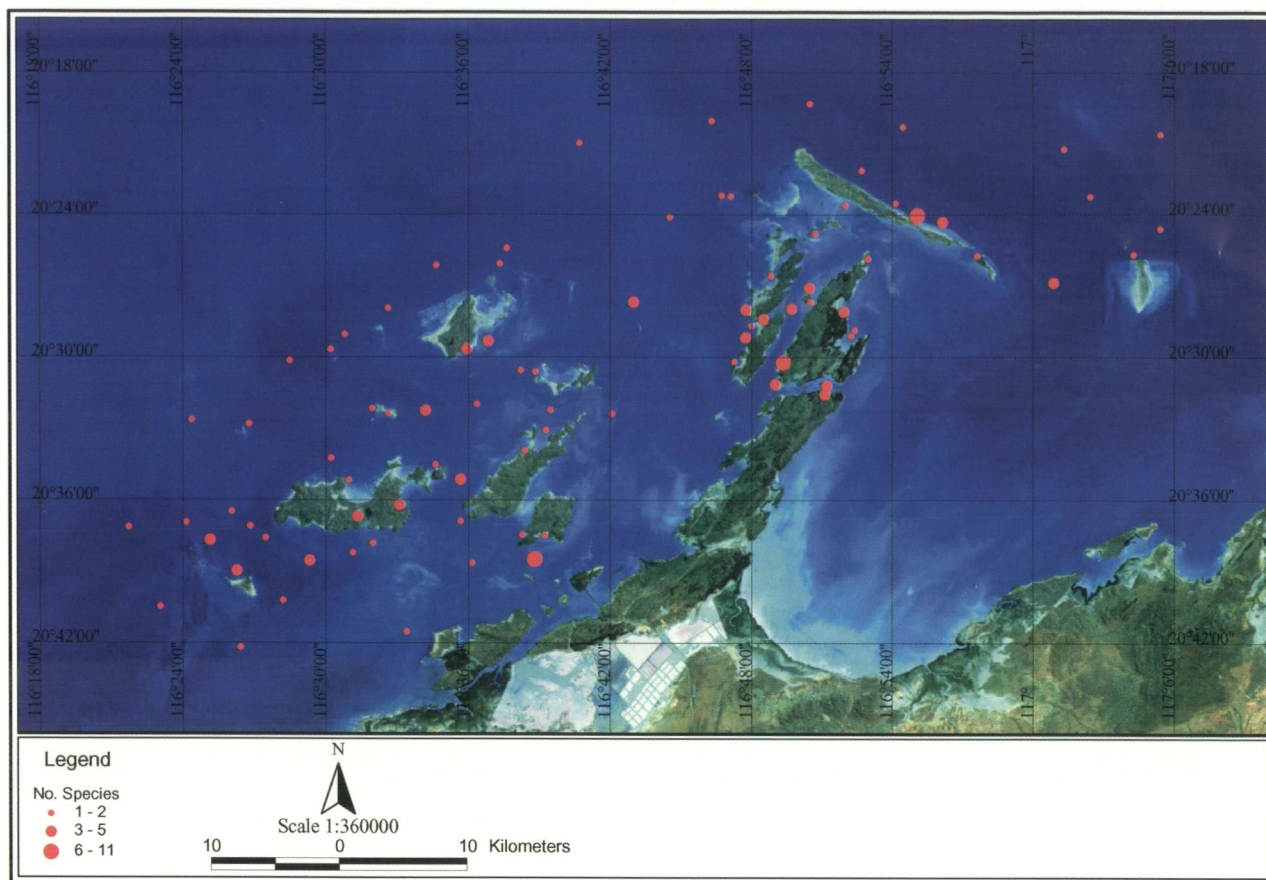 116°18'00" 116°24'00" 116°30'00" 116°36'00" 116°42'00" 116°48'00" 116°54'00" 117° 117°6'00"
20°18'00" 20°18'00"
20°24'00" 20°24'00"
20°30'00" 20°30'00"
20°36'00" 20°36'00"
20°42'00" 20°42'00"
116°18'00" 116°24'00" 116°30'00" 116°36'00" 116°42'00" 116°48'00" 116°54'00" 117° 117°6'00"
Legend
No. Species
1 - 2
3 - 5
6 - 11
N
Scale 1:360000
10 0 10 Kilometers